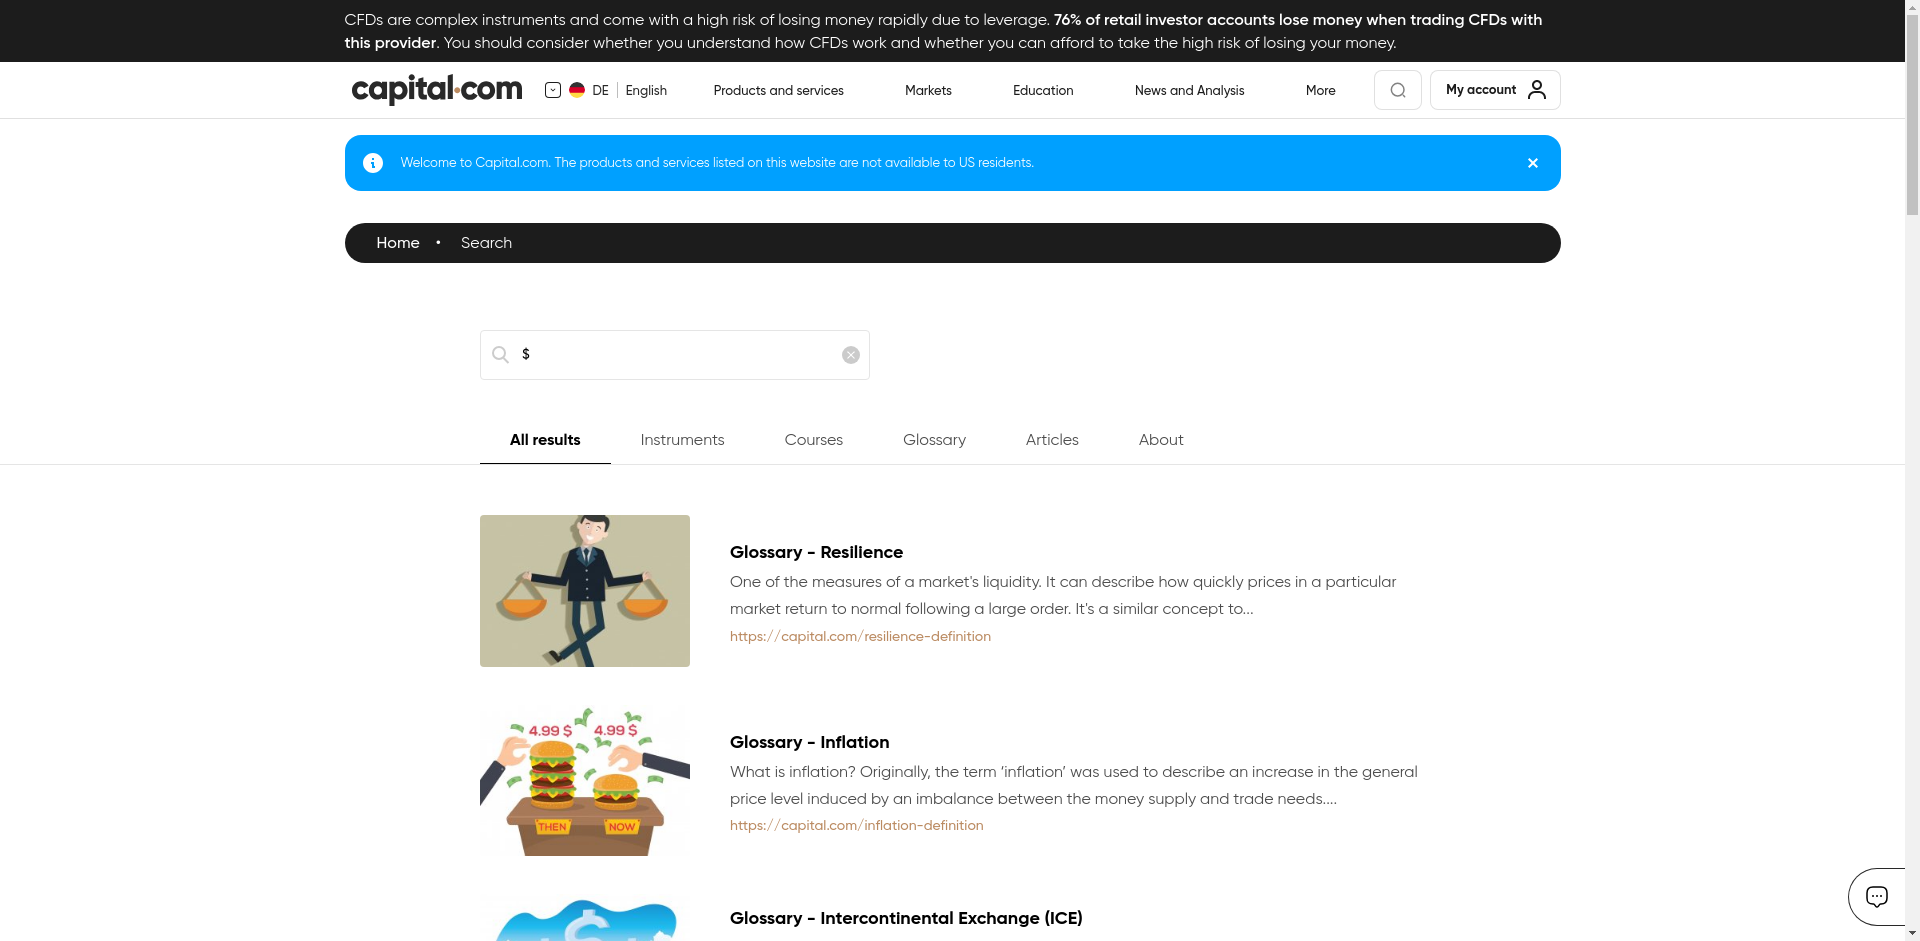 CFDs are complex instruments and come with a high risk of losing money rapidly due to leverage. 76% of retail investor accounts lose money when trading CFDs with
this provider. You should consider whether you understand how CFDs work and whether you can afford to take the high risk of losing your money.
capital.com DE English Products and services Markets Education News and Analysis More My account
Welcome to Capital.com. The products and services listed on this website are not available to US residents.
Home • Search
$
All results Instruments Courses Glossary Articles About
Glossary - Resilience
One of the measures of a market's liquidity. It can describe how quickly prices in a particular
market return to normal following a large order. It's a similar concept to...
https://capital.com/resilience-definition
4.99 $ 4.99 $
THEN NOW
Glossary - Inflation
What is inflation? Originally, the term ‘inflation’ was used to describe an increase in the general
price level induced by an imbalance between the money supply and trade needs....
https://capital.com/inflation-definition
$
Glossary - Intercontinental Exchange (ICE)